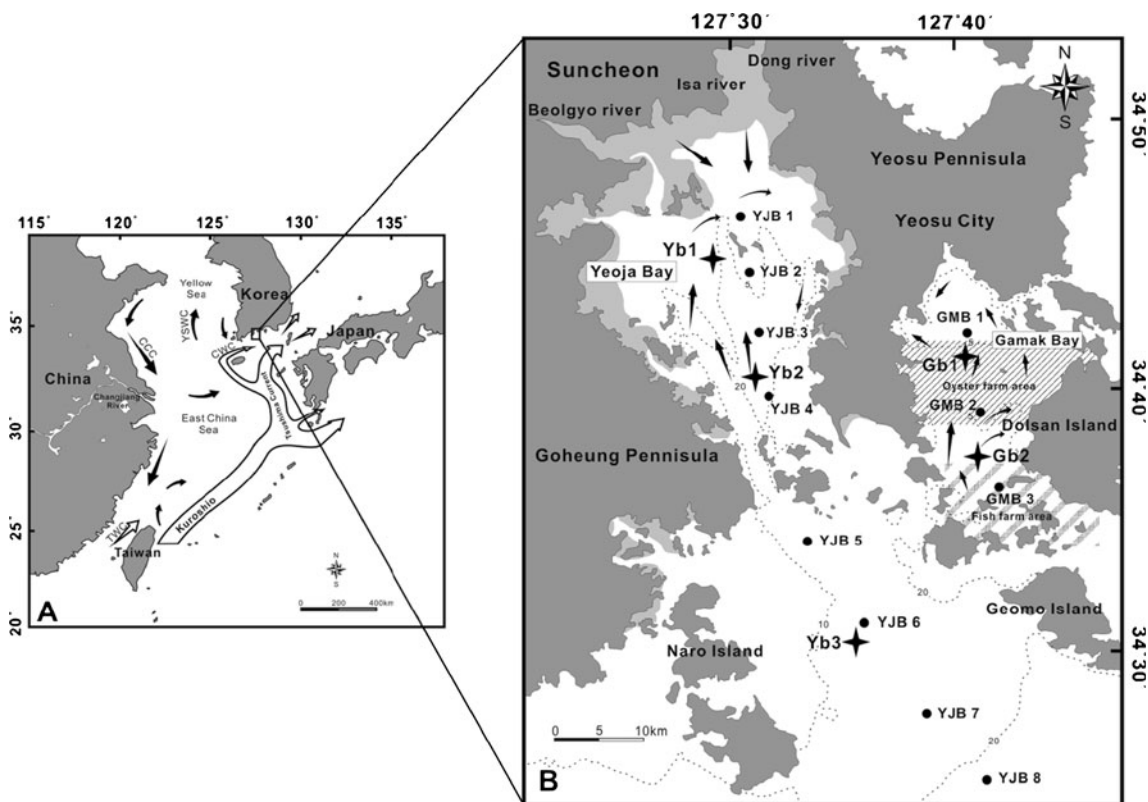 115˚ 120˚ 125˚ 130˚ 135˚
35˚
30˚
25˚
20˚
Yellow
Sea
Korea
Japan
YSWC
CWC
CCC
China
Changjiang
River
East China
Sea
Tsushima Current
Kuroshio
TWC
Taiwan
N
S
0 200 400km
A
127˚30′ 127˚40′
34˚50′
34˚40′
34˚30′
N
S
Suncheon
Dong river
Isa river
Beolgyo river
Yeosu Pennisula
Yeosu City
YJB 1
Yb1
YJB 2
5
Yeoja Bay
YJB 3
Yb2
20
YJB 4
GMB 1
5
Gamak Bay
Gb1
Oyster farm area
GMB 2
5
Dolsan Island
Gb2
GMB 3
Fish farm area
Goheung Pennisula
YJB 5
20
Geomo Island
10
YJB 6
Yb3
Naro Island
YJB 7
20
YJB 8
0 5 10km
B